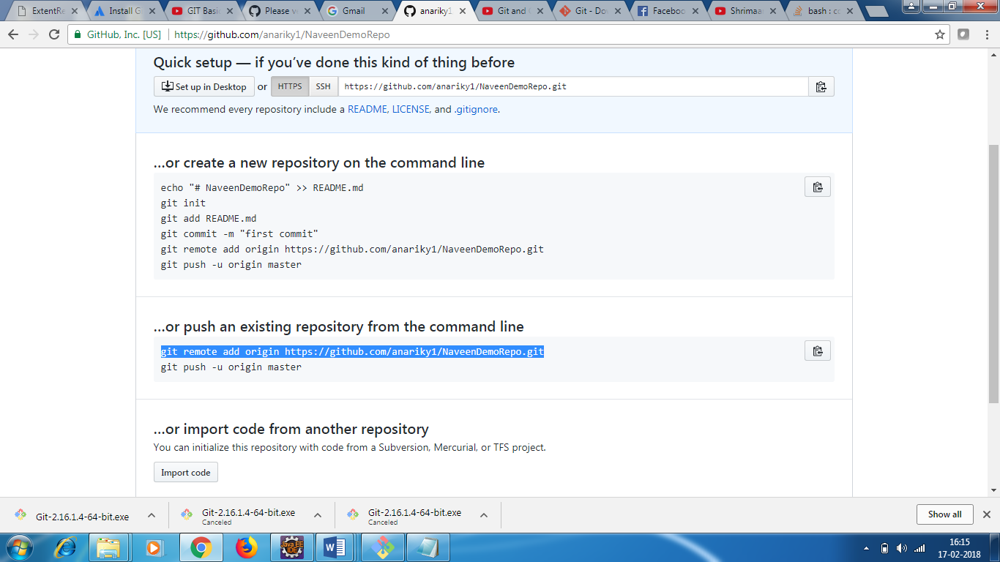 ExtentRe
Install G
GIT Basi
Please ve
Gmail
anariky1
Git and G
Git - Dow
Facebook
Shrimaa
bash : co
GitHub, Inc. [US]
https://github.com/anariky1/NaveenDemoRepo
Quick setup — if you’ve done this kind of thing before
Set up in Desktop or HTTPS SSH https://github.com/anariky1/NaveenDemoRepo.git
We recommend every repository include a README, LICENSE, and .gitignore.
…or create a new repository on the command line
echo "# NaveenDemoRepo" >> README.md
git init
git add README.md
git commit -m "first commit"
git remote add origin https://github.com/anariky1/NaveenDemoRepo.git
git push -u origin master
…or push an existing repository from the command line
git remote add origin https://github.com/anariky1/NaveenDemoRepo.git
git push -u origin master
…or import code from another repository
You can initialize this repository with code from a Subversion, Mercurial, or TFS project.
Import code
Git-2.16.1.4-64-bit.exe
Git-2.16.1.4-64-bit.exe
Canceled
Git-2.16.1.4-64-bit.exe
Canceled
Show all
Java EE
IDE
16:15
17-02-2018